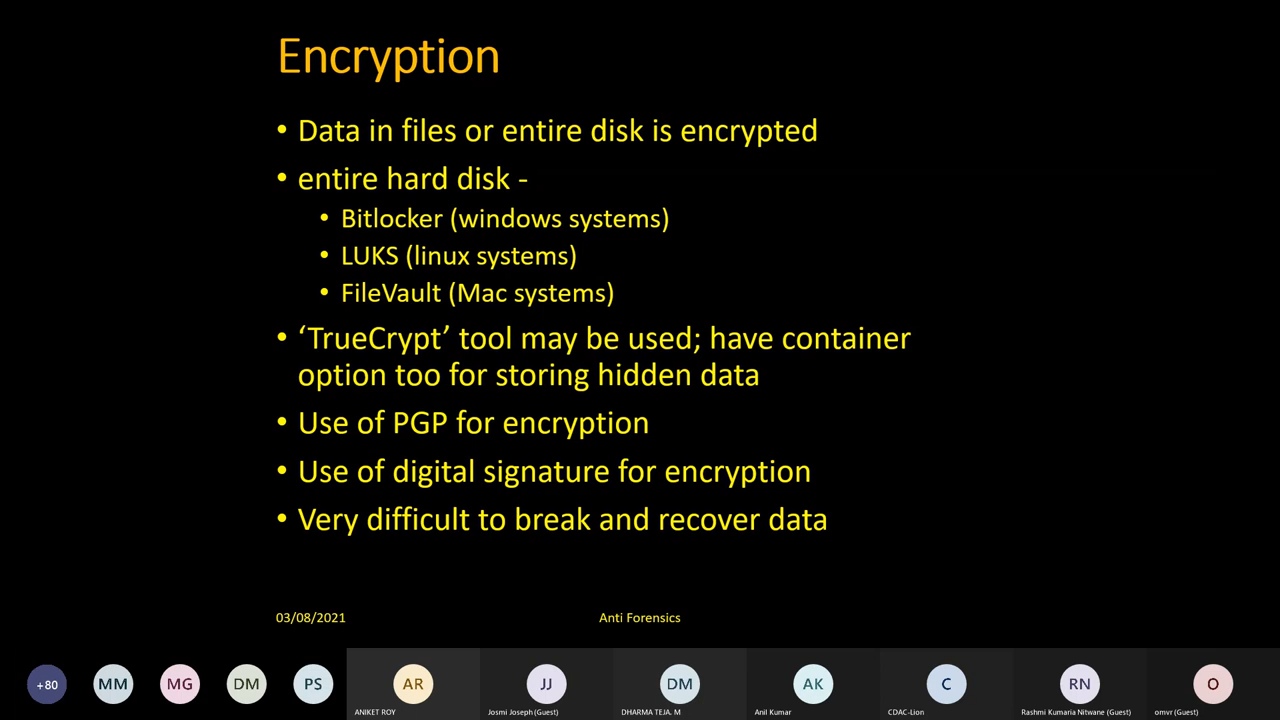 Encryption
• Data in files or entire disk is encrypted
• entire hard disk -
• Bitlocker (windows systems)
• LUKS (linux systems)
• FileVault (Mac systems)
• ‘TrueCrypt’ tool may be used; have container
option too for storing hidden data
• Use of PGP for encryption
• Use of digital signature for encryption
• Very difficult to break and recover data
03/08/2021 Anti Forensics
+80 MM MG DM PS AR JJ DM AK C RN O
ANIKET ROY Josmi Joseph (Guest) DHARMA TEJA. M Anil Kumar CDAC-Lion Rashmi Kumaria Nitwane (Guest) omvr (Guest)